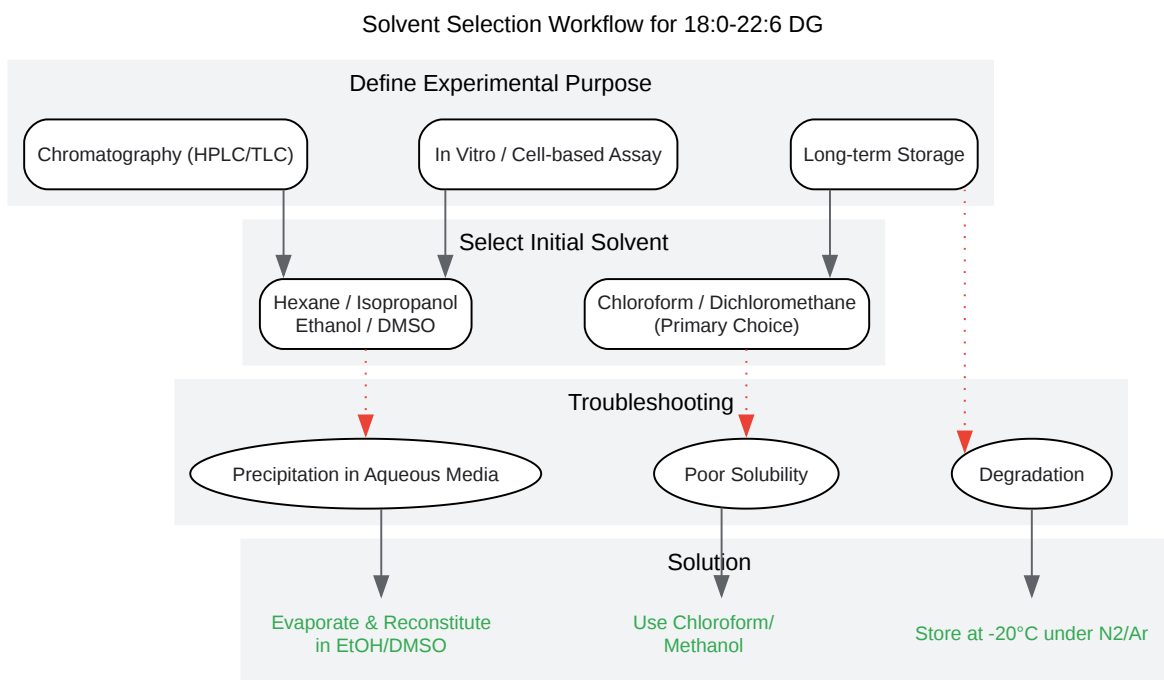 Solvent Selection Workflow for 18:0-22:6 DG
Define Experimental Purpose
Chromatography (HPLC/TLC)
In Vitro / Cell-based Assay
Long-term Storage
Select Initial Solvent
Hexane / Isopropanol
Ethanol / DMSO
Chloroform / Dichloromethane
(Primary Choice)
Troubleshooting
Precipitation in Aqueous Media
Poor Solubility
Degradation
Solution
Evaporate & Reconstitute
in EtOH/DMSO
Use Chloroform/
Methanol
Store at -20°C under N2/Ar